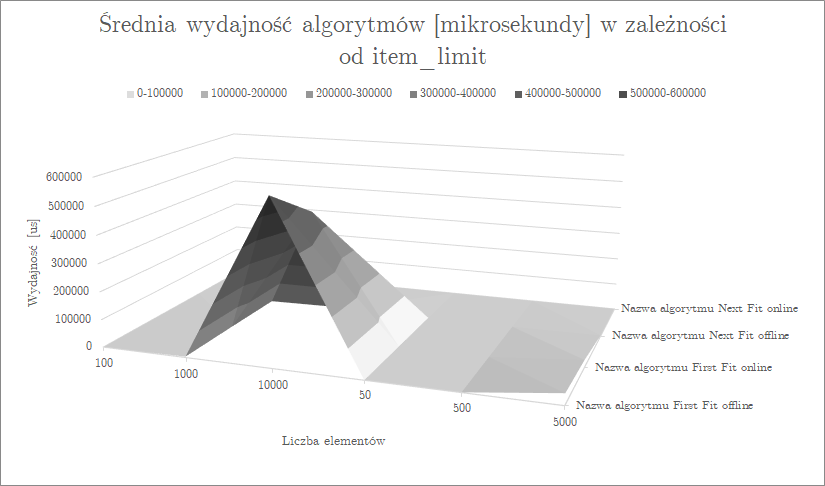 Średnia wydajność algorytmów [mikrosekundy] w zależności
od item_limit
0-100000 100000-200000 200000-300000 300000-400000 400000-500000 500000-600000
600000
500000
400000
300000
200000
100000
0
Wydajność [us]
100
1000
10000
50
500
5000
Liczba elementów
Nazwa algorytmu Next Fit online
Nazwa algorytmu Next Fit offline
Nazwa algorytmu First Fit online
Nazwa algorytmu First Fit offline